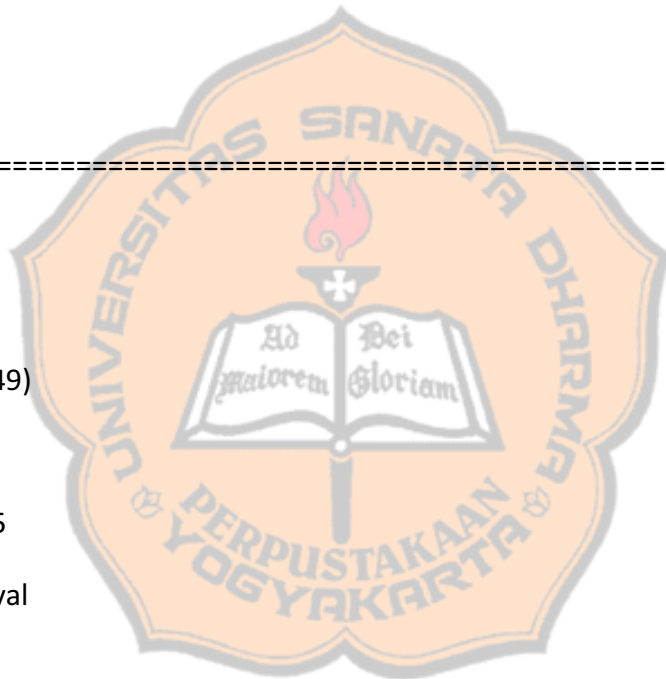 ==============================================
UNIVERSITAS SANATA DHARMA
49)
Ad Dei
Maiorem Gloriam
5
PERPUSTAKAAN
YOGYAKARTA
val